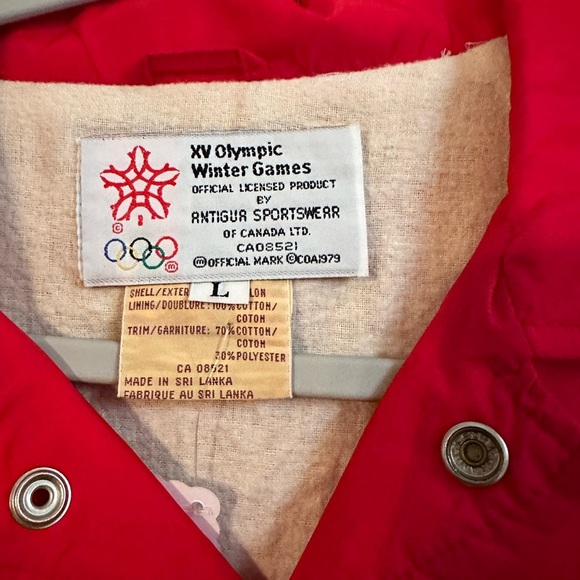 XV Olympic
Winter Games
OFFICIAL LICENSED PRODUCT
BY
ANTIGUA SPORTSWEAR
OF CANADA LTD.
CA08521
ⓜOFFICIAL MARK ©COA1979
L
SHELL/EXTER LON
LINING/DOUBLURE: 100%COTTON/
COTON
TRIM/GARNITURE: 70%COTTON/
COTON
30%POLYESTER
CA 08521
MADE IN SRI LANKA
FABRIQUE AU SRI LANKA